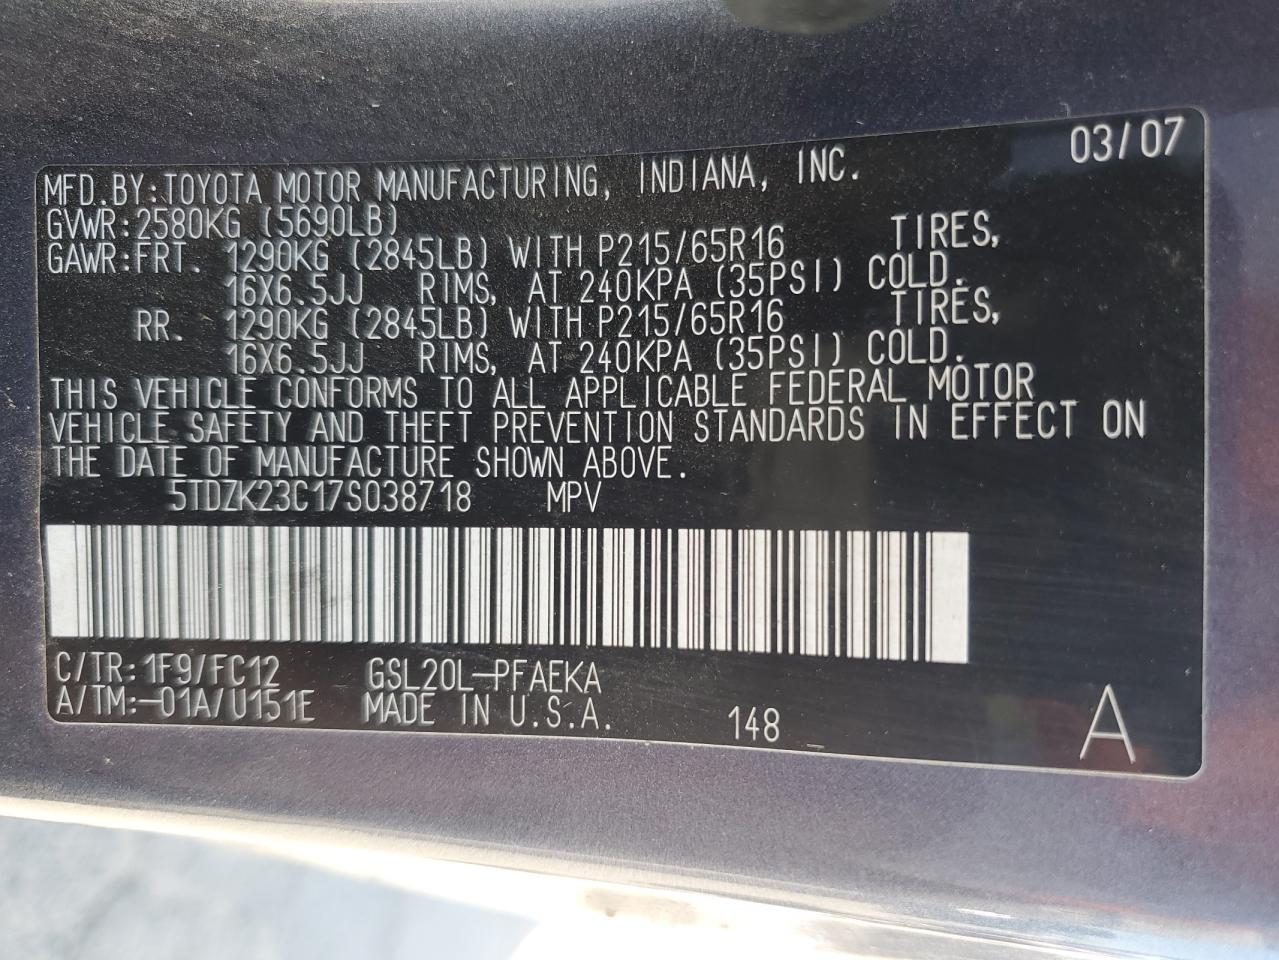 03/07
MFD.BY:TOYOTA MOTOR MANUFACTURING, INDIANA, INC.
GVWR:2580KG (5690LB)
GAWR:FRT. 1290KG (2845LB) WITH P215/65R16 TIRES,
16X6.5JJ RIMS, AT 240KPA (35PSI) COLD.
RR. 1290KG (2845LB) WITH P215/65R16 TIRES,
16X6.5JJ RIMS, AT 240KPA (35PSI) COLD.
THIS VEHICLE CONFORMS TO ALL APPLICABLE FEDERAL MOTOR
VEHICLE SAFETY AND THEFT PREVENTION STANDARDS IN EFFECT ON
THE DATE OF MANUFACTURE SHOWN ABOVE.
5TDZK23C17S038718 MPV
C/TR:1F9/FC12 GSL20L-PFAEKA
A/TM:-01A/U151E MADE IN U.S.A. 148 _ A